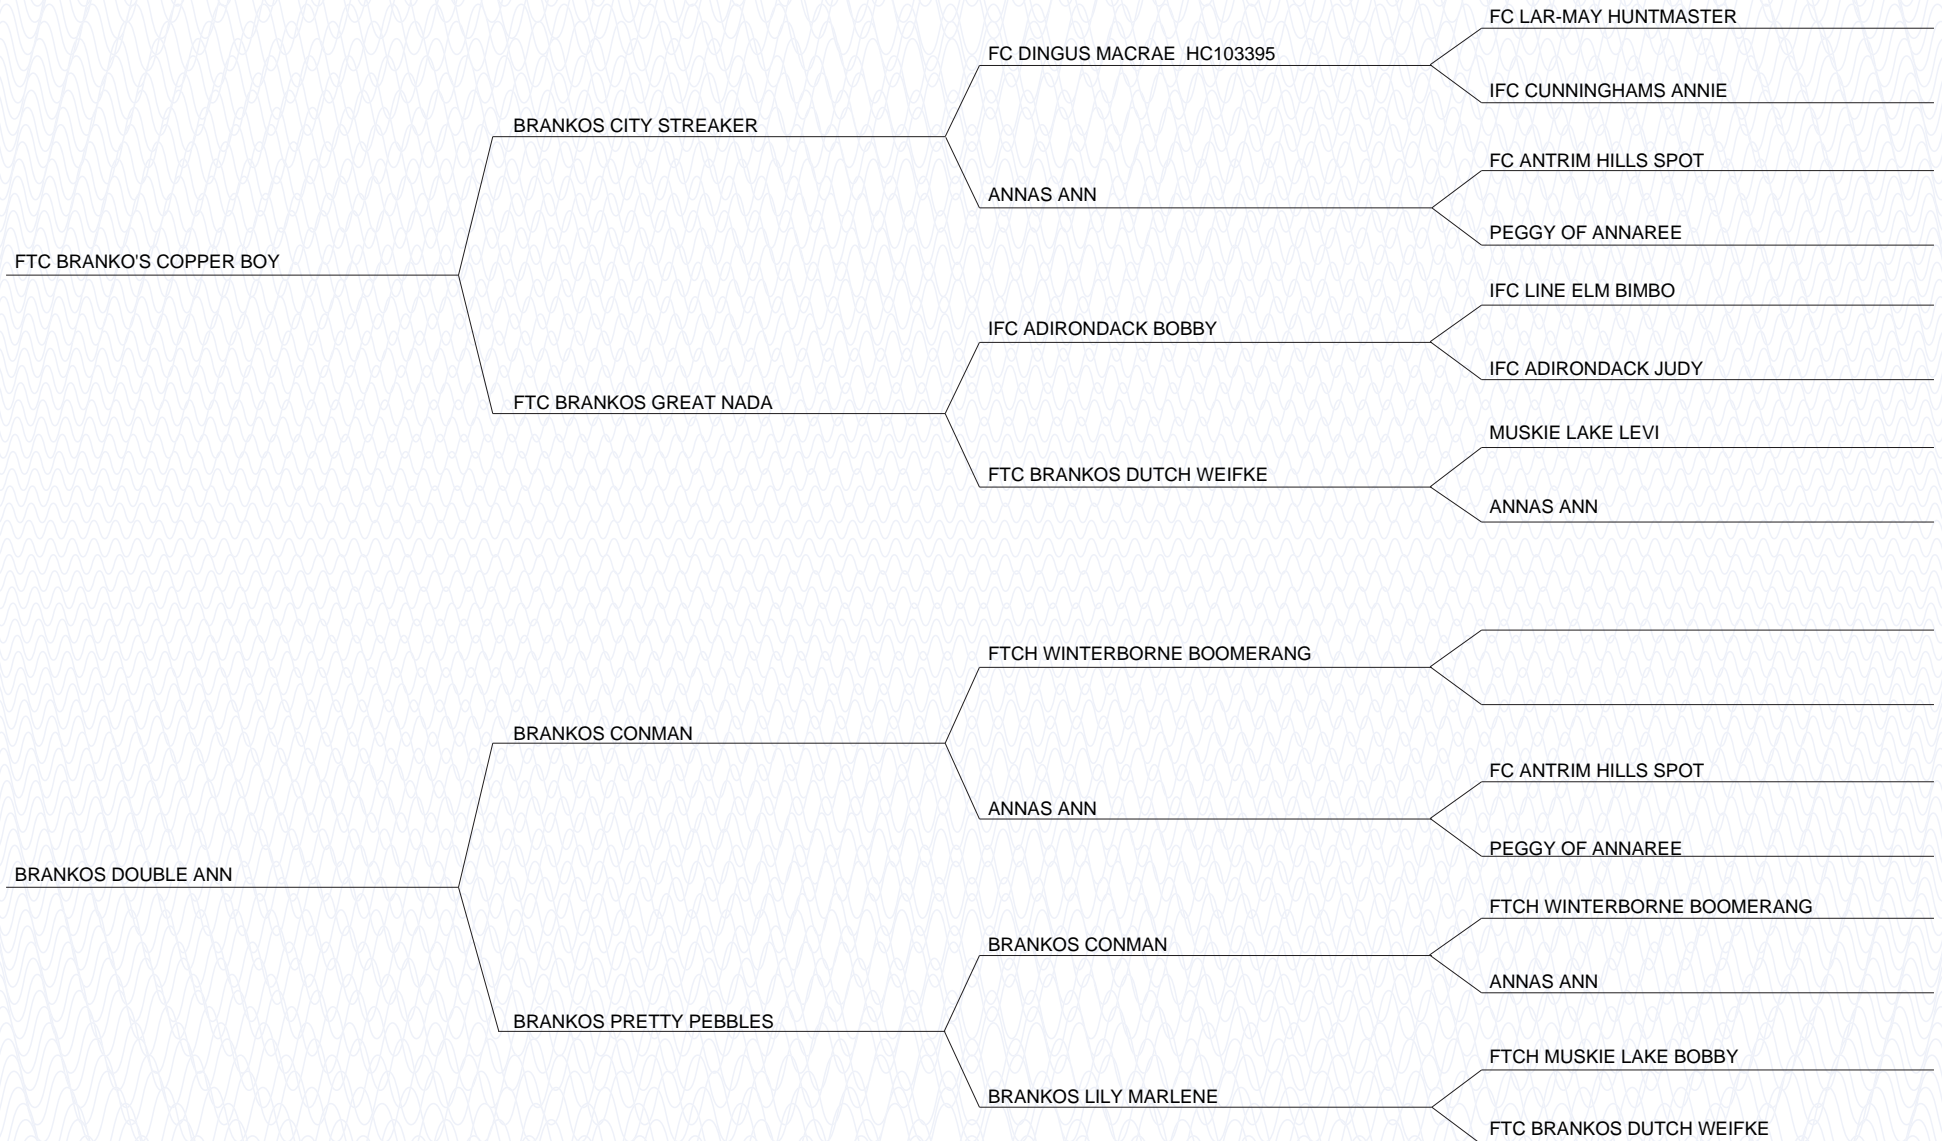 FC LAR-MAY HUNTMASTER
FC DINGUS MACRAE  HC103395
IFC CUNNINGHAMS ANNIE
BRANKOS CITY STREAKER
FC ANTRIM HILLS SPOT
ANNAS ANN
PEGGY OF ANNAREE
FTC BRANKO'S COPPER BOY
IFC LINE ELM BIMBO
IFC ADIRONDACK BOBBY
IFC ADIRONDACK JUDY
FTC BRANKOS GREAT NADA
MUSKIE LAKE LEVI
FTC BRANKOS DUTCH WEIFKE
ANNAS ANN
FTCH WINTERBORNE BOOMERANG
BRANKOS CONMAN
FC ANTRIM HILLS SPOT
ANNAS ANN
PEGGY OF ANNAREE
BRANKOS DOUBLE ANN
FTCH WINTERBORNE BOOMERANG
BRANKOS CONMAN
ANNAS ANN
BRANKOS PRETTY PEBBLES
FTCH MUSKIE LAKE BOBBY
BRANKOS LILY MARLENE
FTC BRANKOS DUTCH WEIFKE